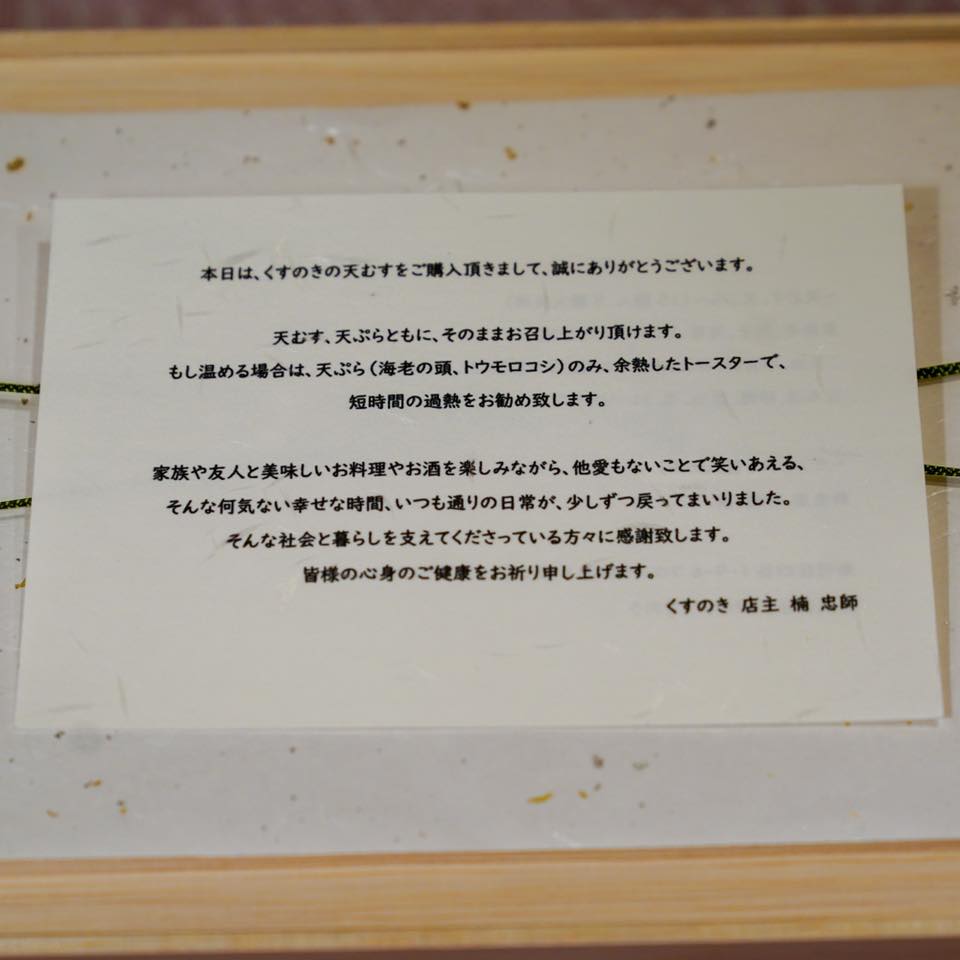 本日は、くすのきの天むすをご購入頂きまして、誠にありがとうございます。
天むす、天ぷらともに、そのままお召し上がり頂けます。
もし温める場合は、天ぷら（海老の頭、トウモロコシ）のみ、余熱したトースターで、
短時間の過熱をお勧め致します。
家族や友人と美味しいお料理やお酒を楽しみながら、他愛もないことで笑いあえる、
そんな何気ない幸せな時間、いつも通りの日常が、少しずつ戻ってまいりました。
そんな社会と暮らしを支えてくださっている方々に感謝致します。
皆様の心身のご健康をお祈り申し上げます。
くすのき 店主 楠 忠師